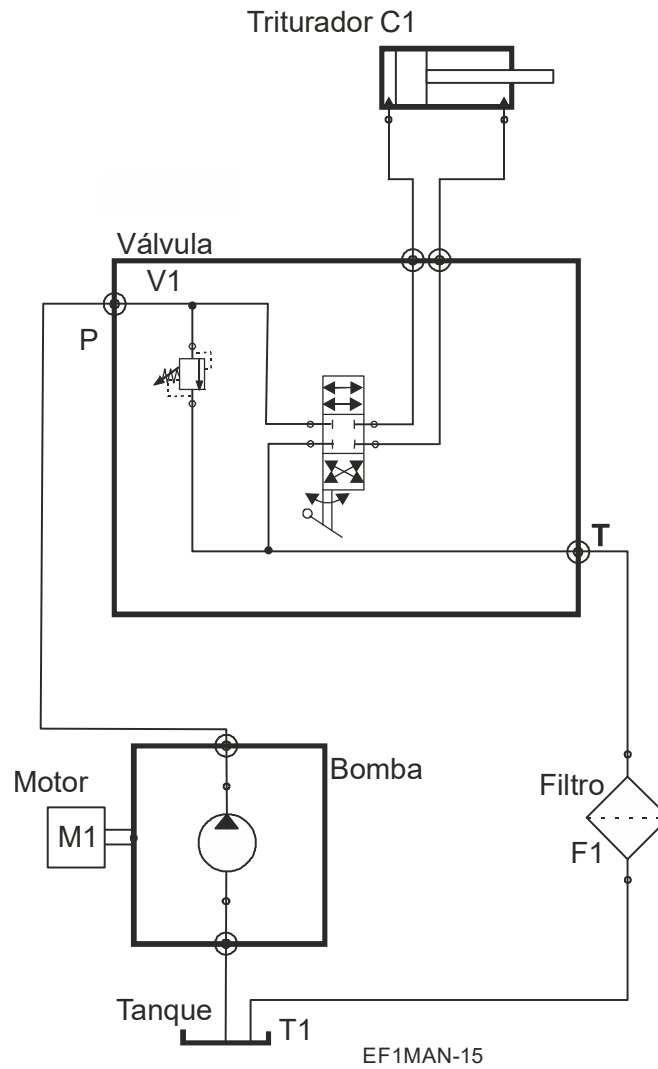 Triturador C1
Válvula
V1
P
T
Motor
Bomba
M1
Filtro
F1
Tanque
T1
EF1MAN-15